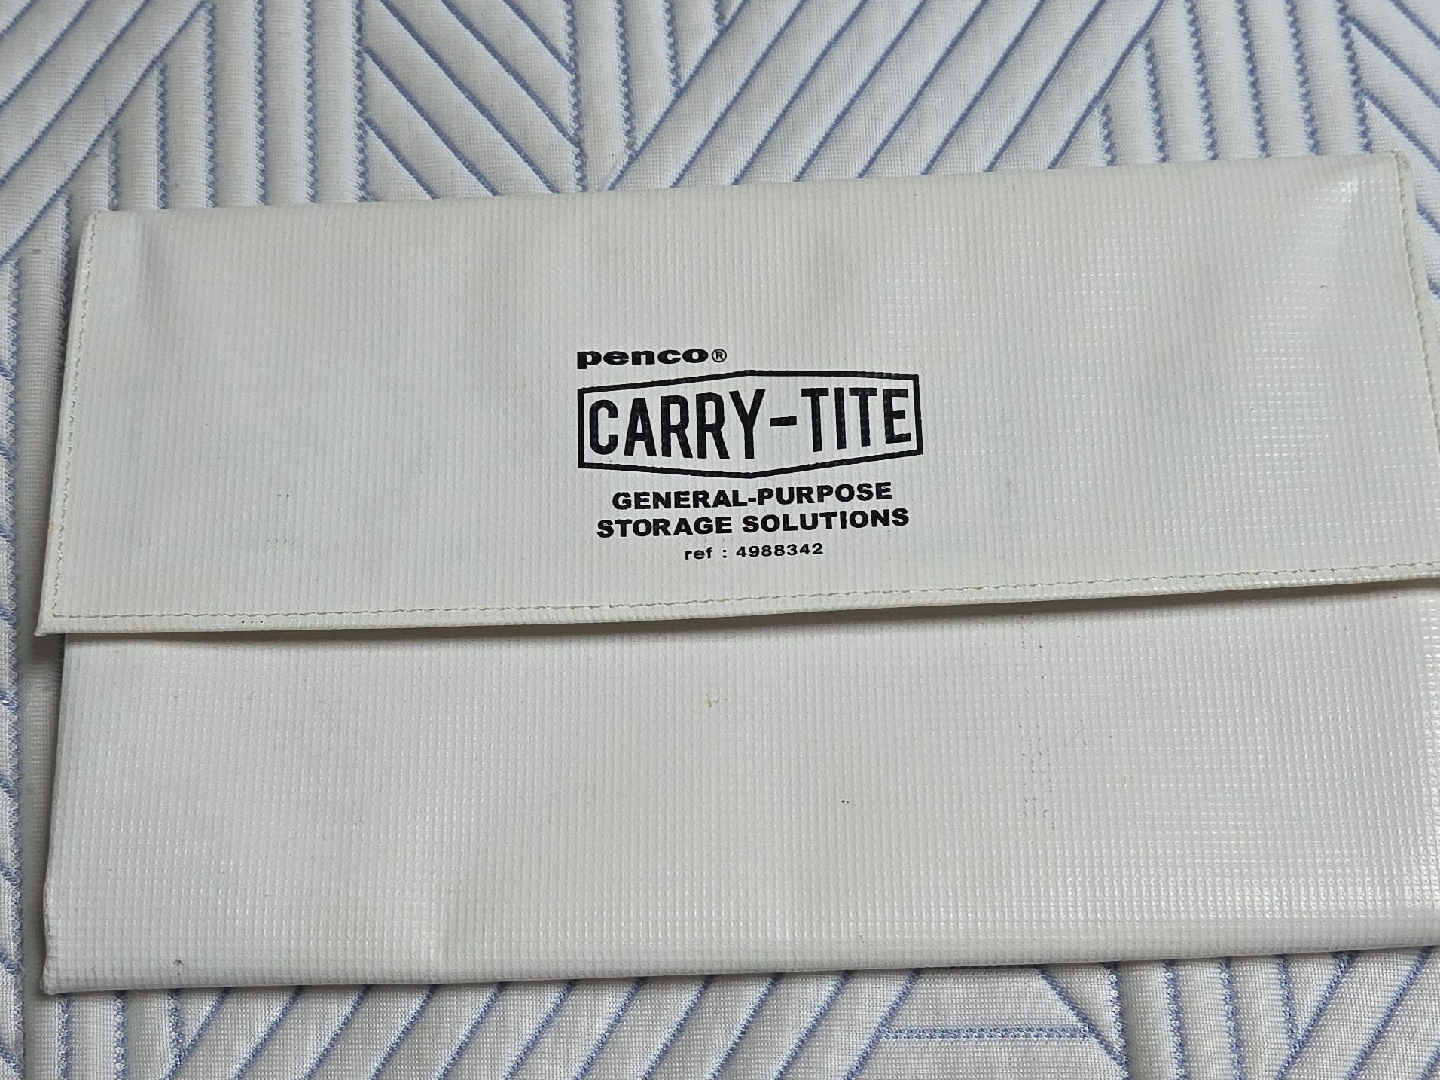 penco®
CARRY-TITE
GENERAL-PURPOSE
STORAGE SOLUTIONS
ref : 4988342